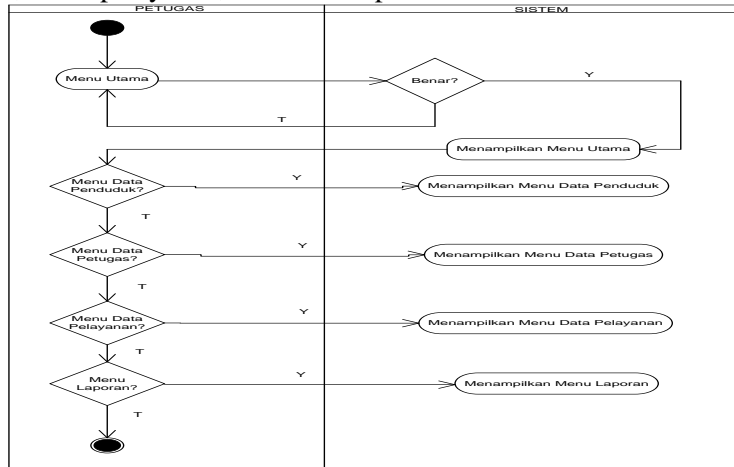 PETUGAS
SISTEM
Menu Utama
Benar?
Y
T
Menampilkan Menu Utama
Menu Data
Penduduk?
Y
Menampilkan Menu Data Penduduk
T
Menu Data
Petugas?
Y
Menampilkan Menu Data Petugas
T
Menu Data
Pelayanan?
Y
Menampilkan Menu Data Pelayanan
T
Menu
Laporan?
Y
Menampilkan Menu Laporan
T